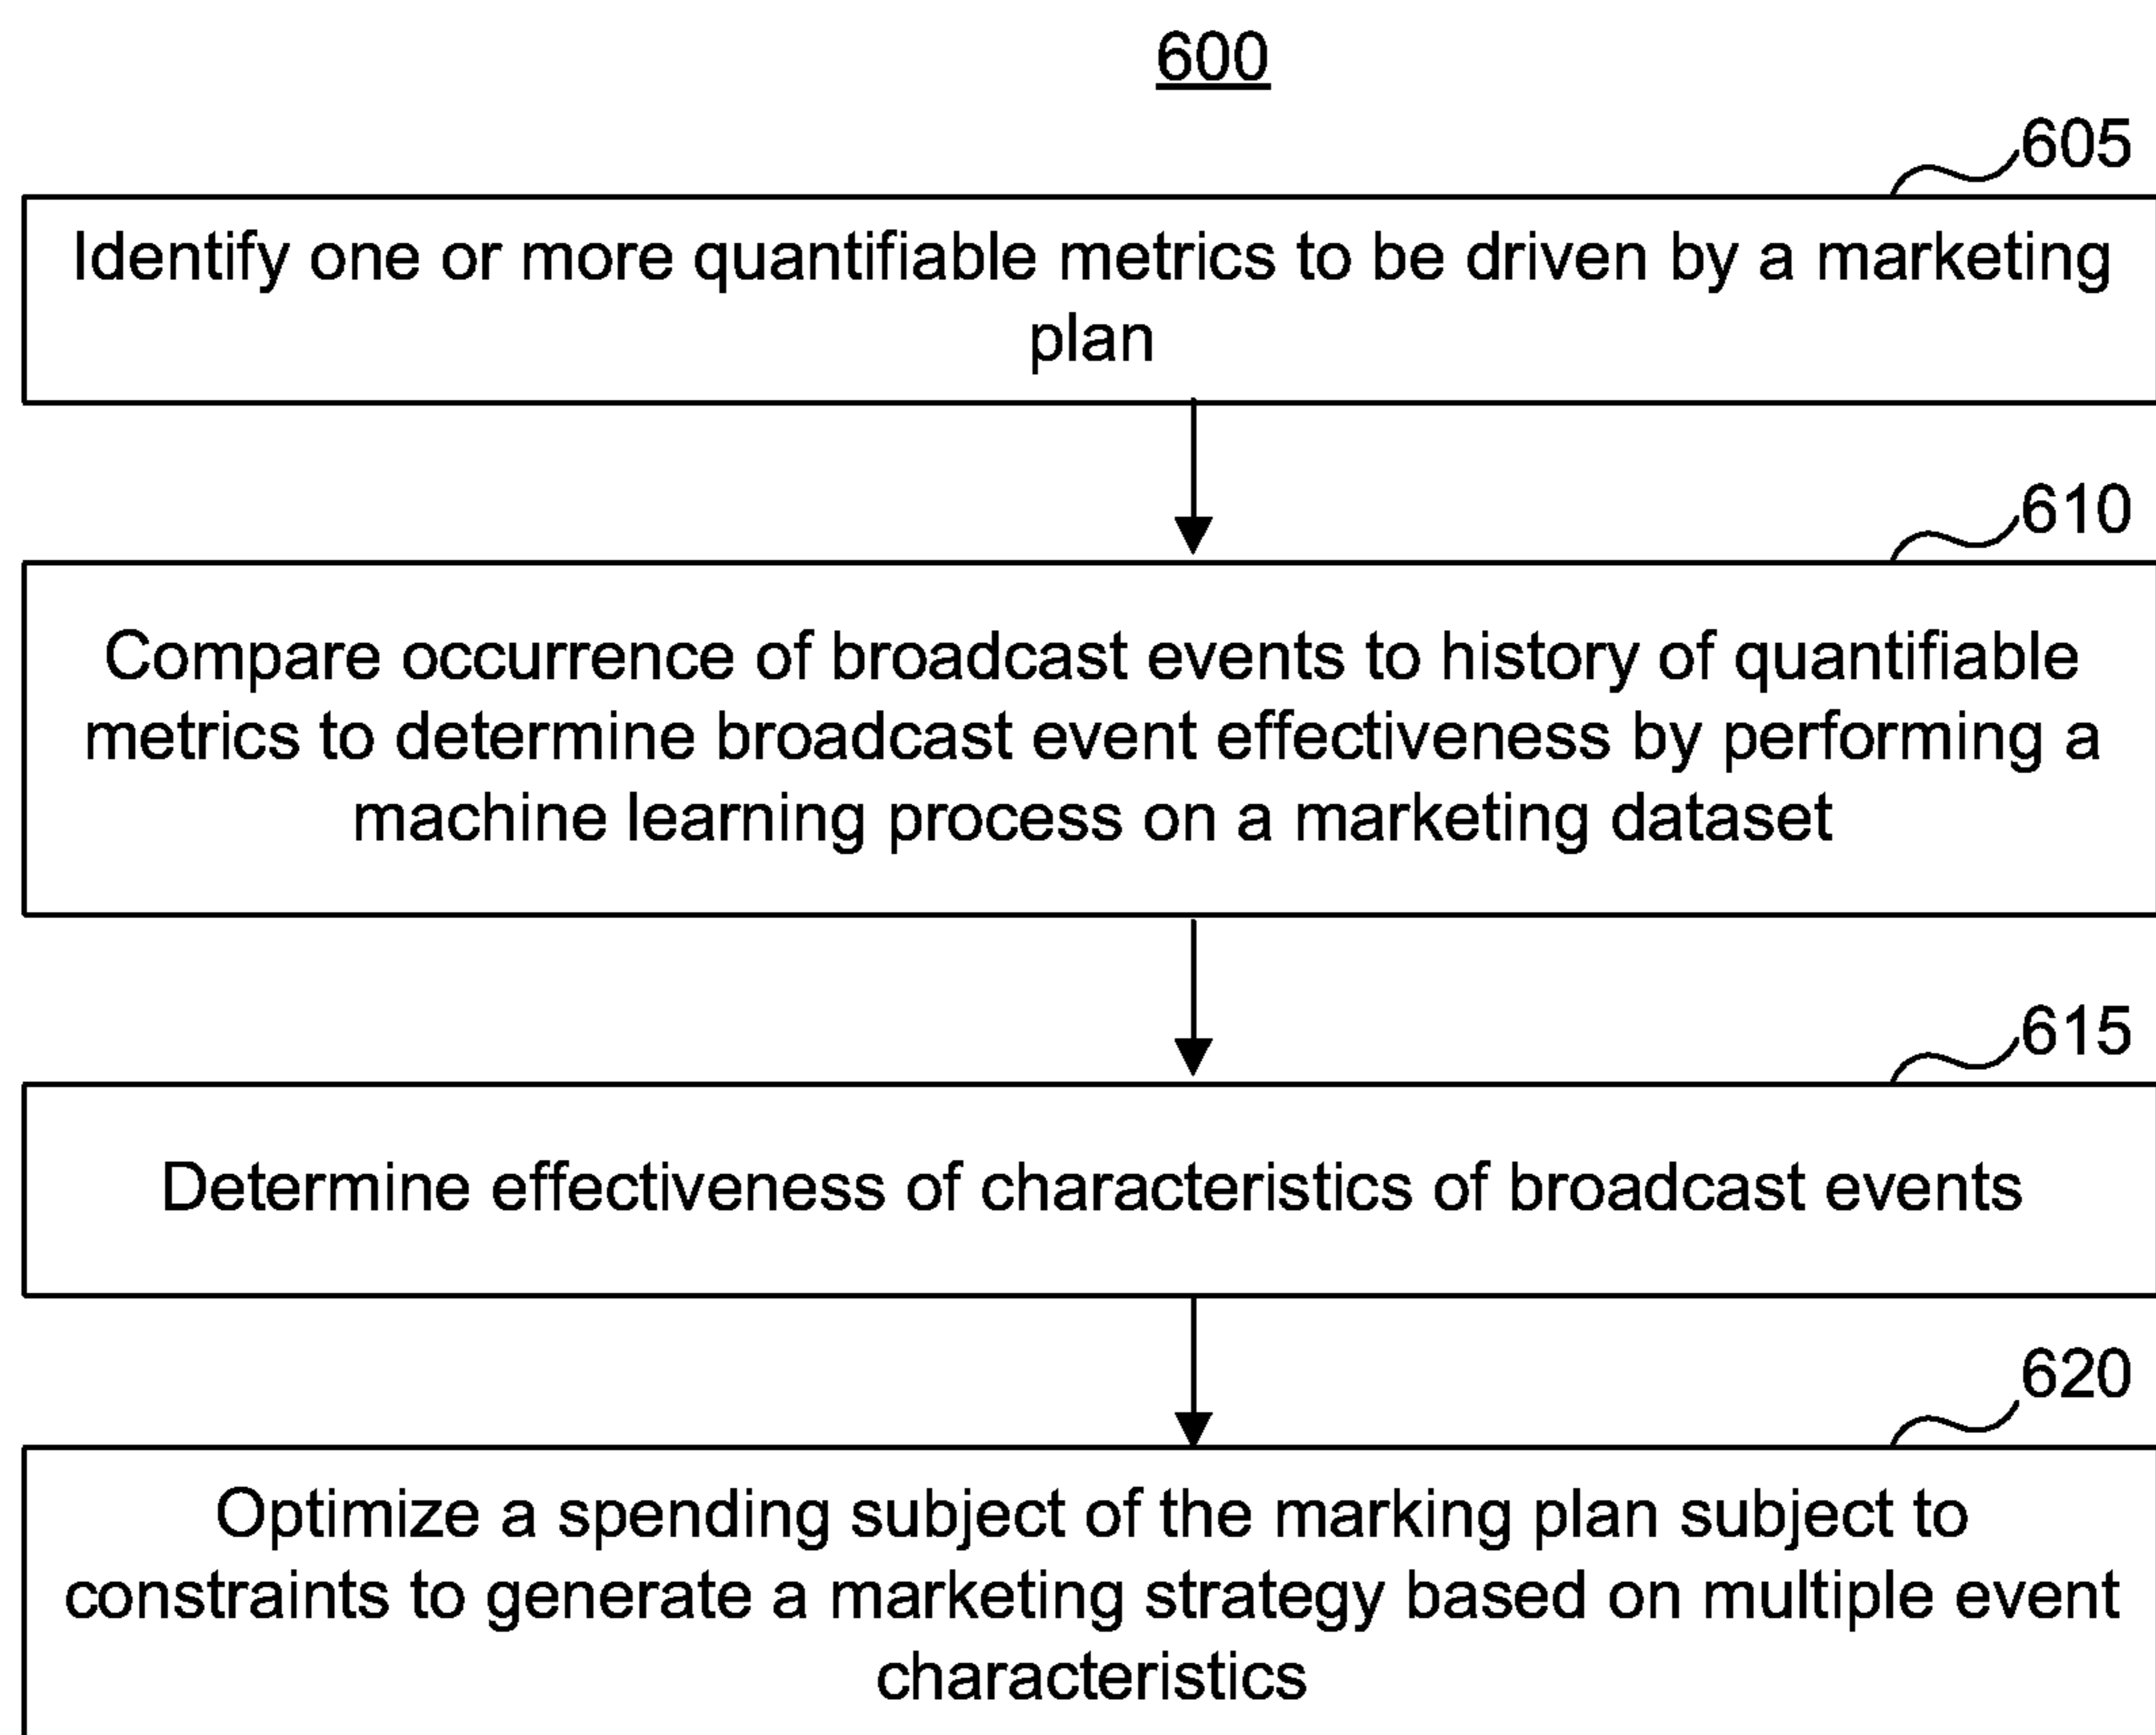 600
605
Identify one or more quantifiable metrics to be driven by a marketing
plan
610
Compare occurrence of broadcast events to history of quantifiable
metrics to determine broadcast event effectiveness by performing a
machine learning process on a marketing dataset
615
Determine effectiveness of characteristics of broadcast events
620
Optimize a spending subject of the marking plan subject to
constraints to generate a marketing strategy based on multiple event
characteristics